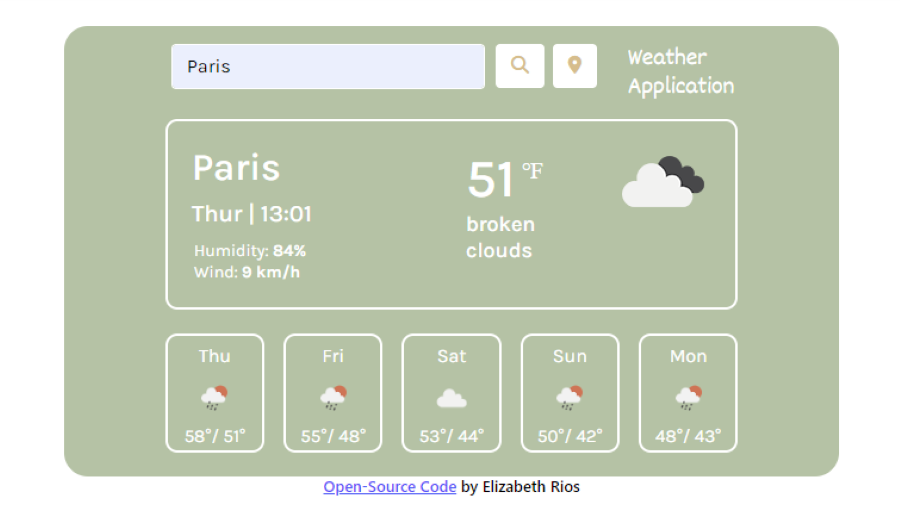 Paris
Weather
Application
Paris
Thur | 13:01
Humidity: 84%
Wind: 9 km/h
51 °F
broken
clouds
Thu
58°/ 51°
Fri
55°/ 48°
Sat
53°/ 44°
Sun
50°/ 42°
Mon
48°/ 43°
Open-Source Code by Elizabeth Rios